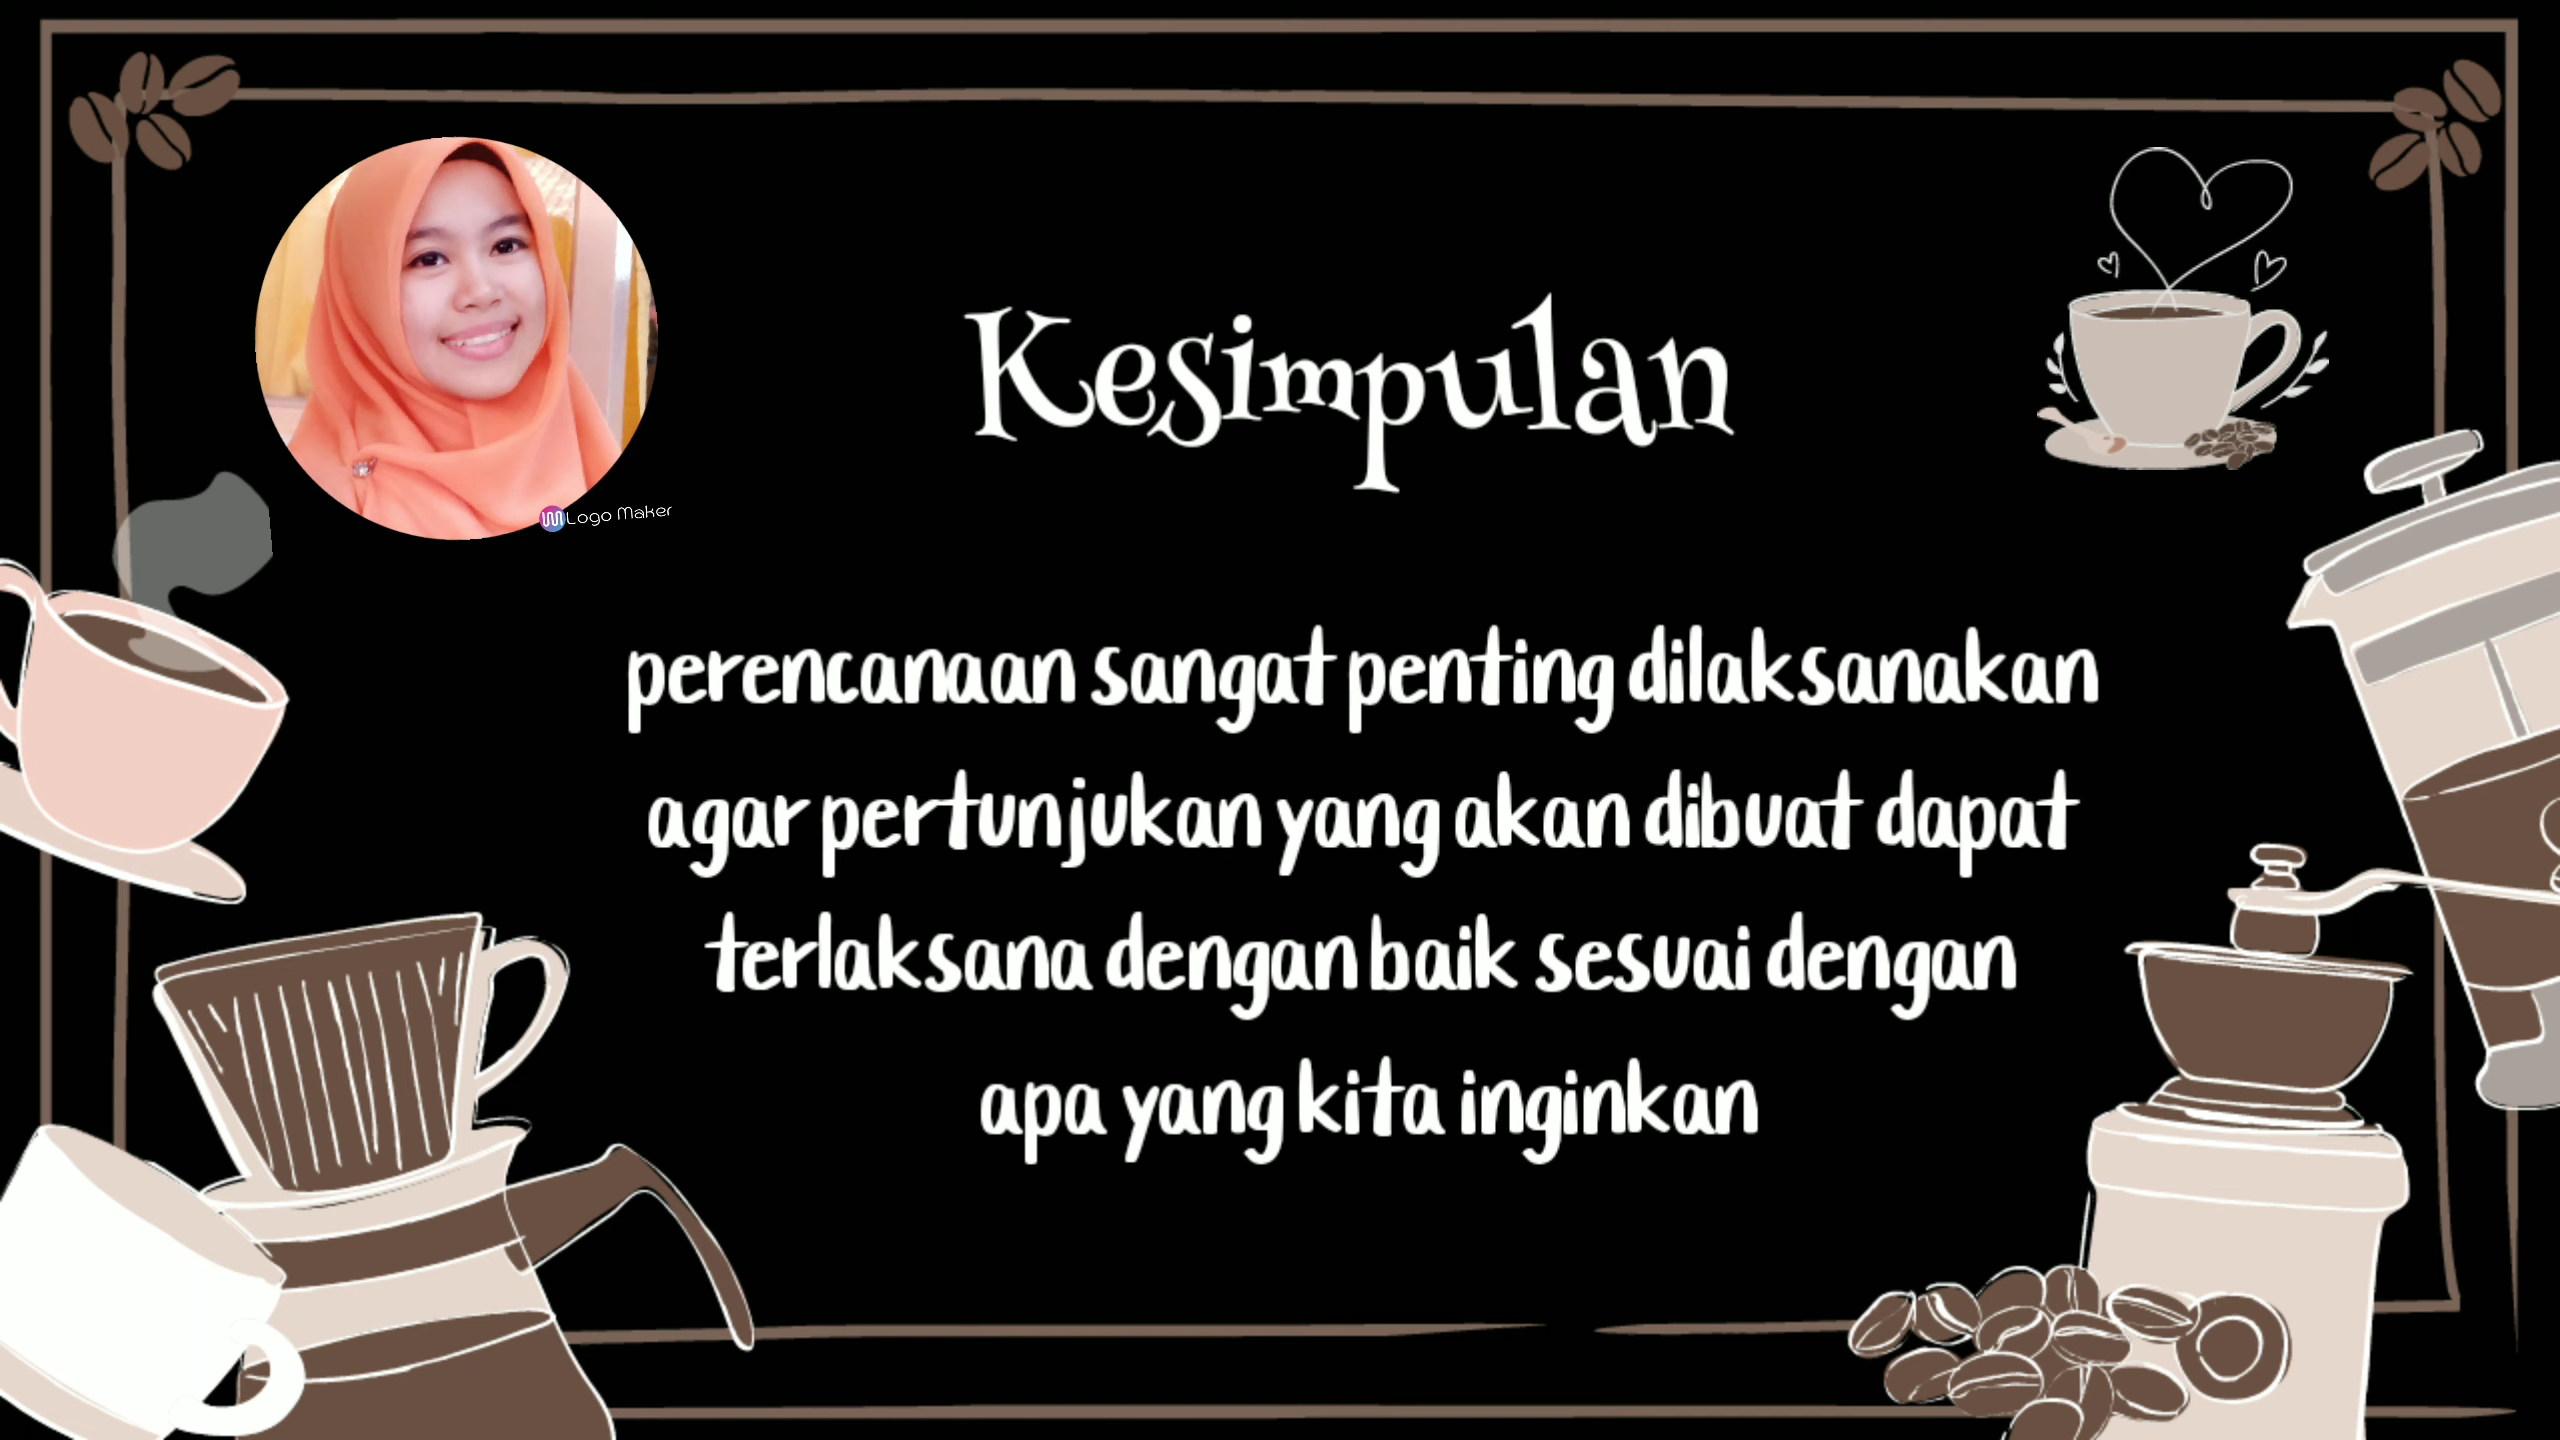 Logo Maker
Kesimpulan
perencanaan sangat penting dilaksanakan
agar pertunjukan yang akan dibuat dapat
terlaksana dengan baik sesuai dengan
apa yang kita inginkan